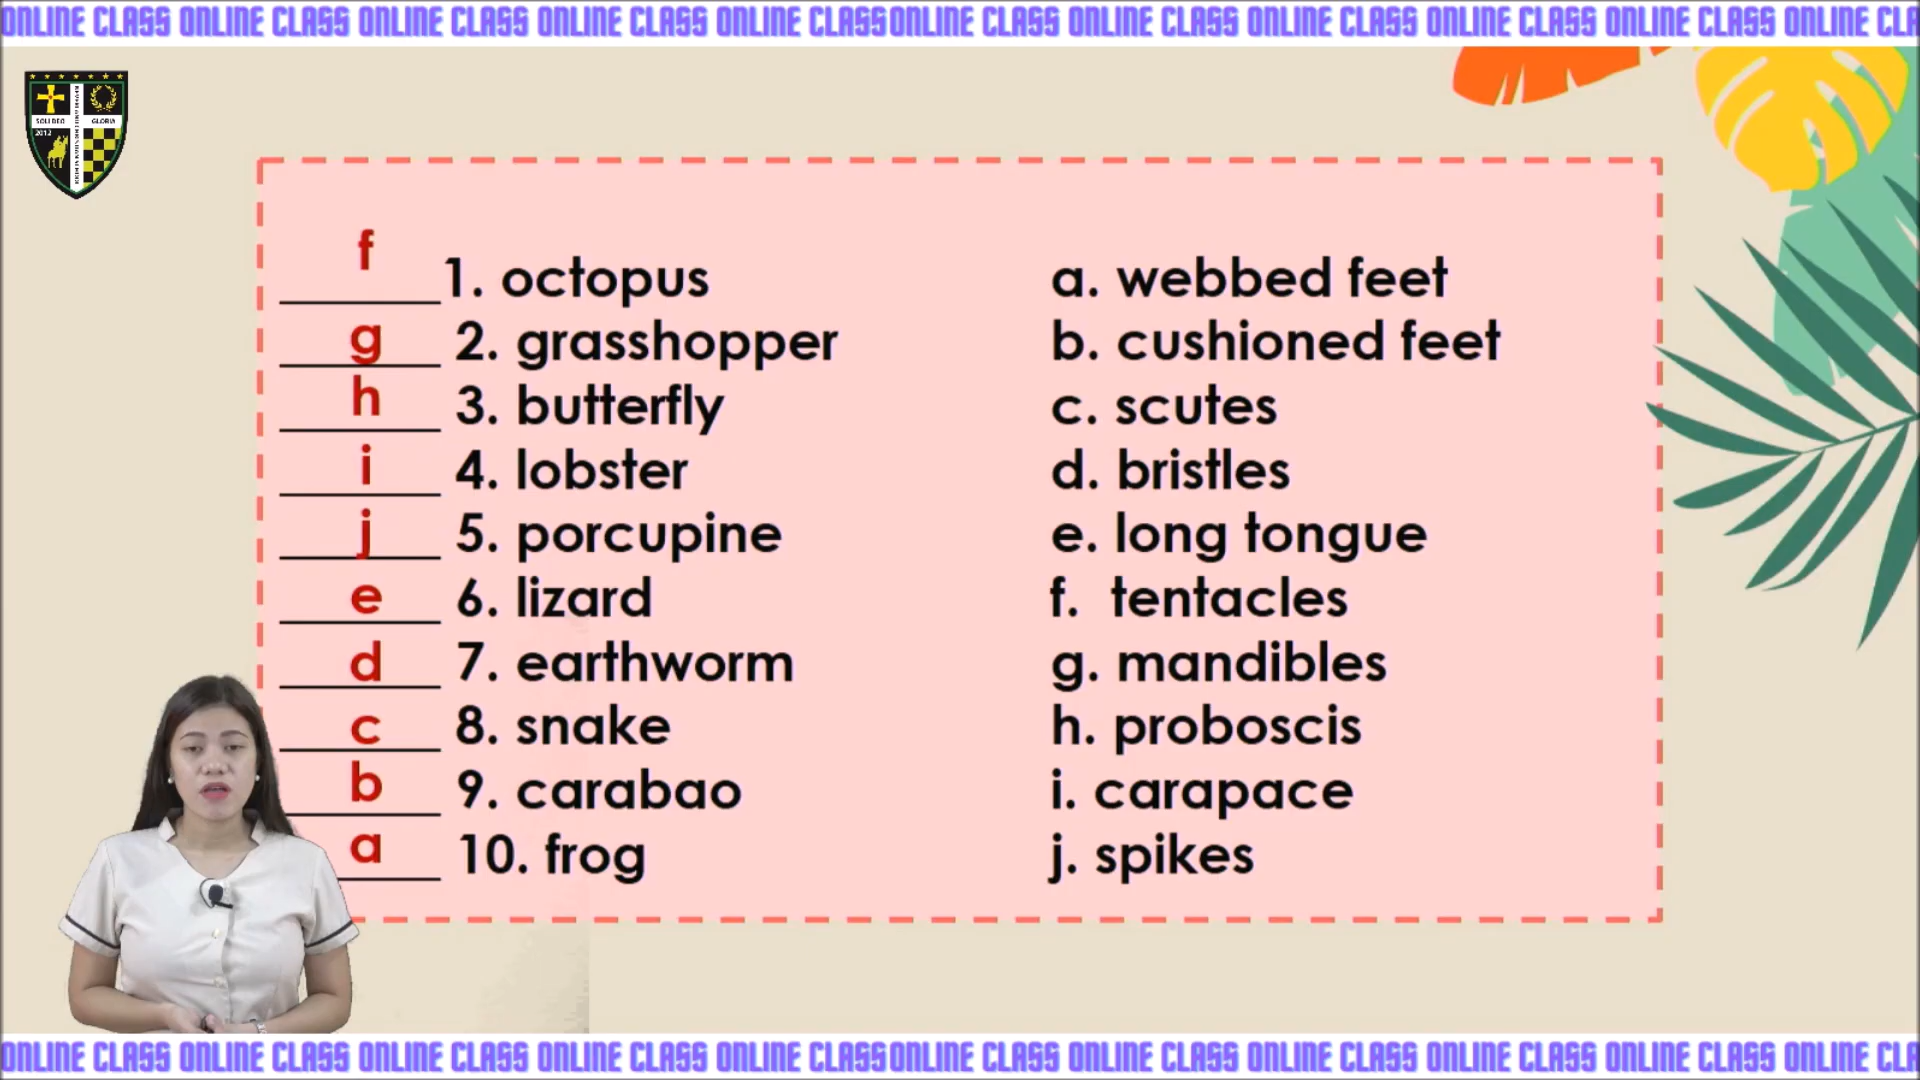 ONLINE CLASS ONLINE CLASS ONLINE CLASS ONLINE CLASS ONLINE CLASS ONLINE CLASS ONLINE CLASS ONLINE CLASS ONLINE CLASS ONLINE CLASS ONLINE CLA
SOLI DEO GLORIA
2012
f 1. octopus a. webbed feet
g 2. grasshopper b. cushioned feet
h 3. butterfly c. scutes
i 4. lobster d. bristles
j 5. porcupine e. long tongue
e 6. lizard f. tentacles
d 7. earthworm g. mandibles
c 8. snake h. proboscis
b 9. carabao i. carapace
a 10. frog j. spikes
ONLINE CLASS ONLINE CLASS ONLINE CLASS ONLINE CLASS ONLINE CLASS ONLINE CLASS ONLINE CLASS ONLINE CLASS ONLINE CLASS ONLINE CLASS ONLINE CLA